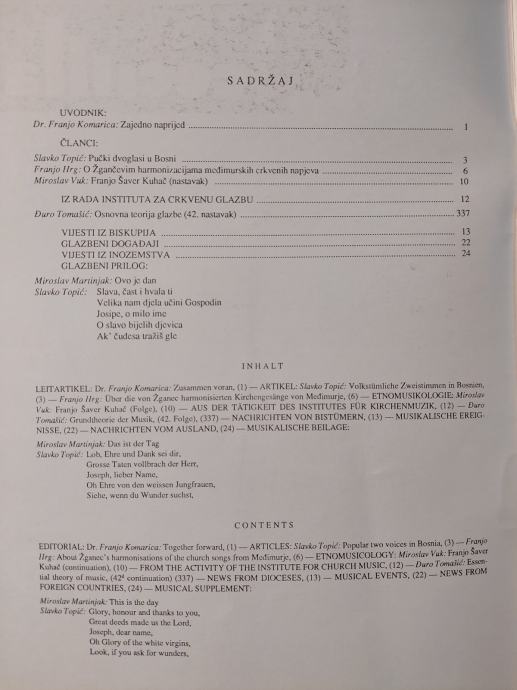 SADRŽAJ
UVODNIK:
Dr. Franjo Komarica: Zajedno naprijed ........ 1
ČLANCI:
Slavko Topić: Pučki dvoglasi u Bosni ........ 3
Franjo Hrg: O Žgančevim harmonizacijama međimurskih crkvenih napjeva ........ 6
Miroslav Vuk: Franjo Šaver Kuhač (nastavak) ........ 10
IZ RADA INSTITUTA ZA CRKVENU GLAZBU ........ 12
Đuro Tomašić: Osnovna teorija glazbe (42. nastavak) ........ 337
VIJESTI IZ BISKUPIJA ........ 13
GLAZBENI DOGAĐAJI ........ 22
VIJESTI IZ INOZEMSTVA ........ 24
GLAZBENI PRILOG:
Miroslav Martinjak: Ovo je dan
Slavko Topić: Slava, čast i hvala ti
Velika nam djela učini Gospodin
Josipe, o milo ime
O slavo bijelih djevica
Ak' čudesa tražiš gle
INHALT
LEITARTIKEL: Dr. Franjo Komarica: Zusammen voran, (1) — ARTIKEL: Slavko Topić: Volkstümliche Zweistimmen in Bosnien,
(3) — Franjo Hrg: Über die von Žganec harmonisierten Kirchengesänge von Međimurje, (6) — ETNOMUSIKOLOGIE: Miroslav
Vuk: Franjo Šaver Kuhač (Folge), (10) — AUS DER TÄTIGKEIT DES INSTITUTES FÜR KIRCHENMUZIK, (12) — Đuro
Tomašić: Grundtheorie der Musik, (42. Folge), (337) — NACHRICHTEN VON BISTÜMERN, (13) — MUSIKALISCHE EREIG-
NISSE, (22) — NACHRICHTEN VOM AUSLAND, (24) — MUSIKALISCHE BEILAGE:
Miroslav Martinjak: Das ist der Tag
Slavko Topić: Lob, Ehre und Dank sei dir,
Grosse Taten vollbrach der Herr,
Joseph, lieber Name,
Oh Ehre von den weissen Jungfrauen,
Siehe, wenn du Wunder suchst,
CONTENTS
EDITORIAL: Dr. Franjo Komarica: Together forward, (1) — ARTICLES: Slavko Topić: Popular two voices in Bosnia, (3) — Franjo
Hrg: About Žganec's harmonisations of the church songs from Međimurje, (6) — ETNOMUSICOLOGY: Miroslav Vuk: Franjo Šaver
Kuhač (continuation), (10) — FROM THE ACTIVITY OF THE INSTITUTE FOR CHURCH MUSIC, (12) — Đuro Tomašić: Essen-
tial theory of music, (42ᵈ continuation) (337) — NEWS FROM DIOCESES, (13) — MUSICAL EVENTS, (22) — NEWS FROM
FOREIGN COUNTRIES, (24) — MUSICAL SUPPLEMENT:
Miroslav Martinjak: This is the day
Slavko Topić: Glory, honour and thanks to you,
Great deeds made us the Lord,
Joseph, dear name,
Oh Glory of the white virgins,
Look, if you ask for wunders,